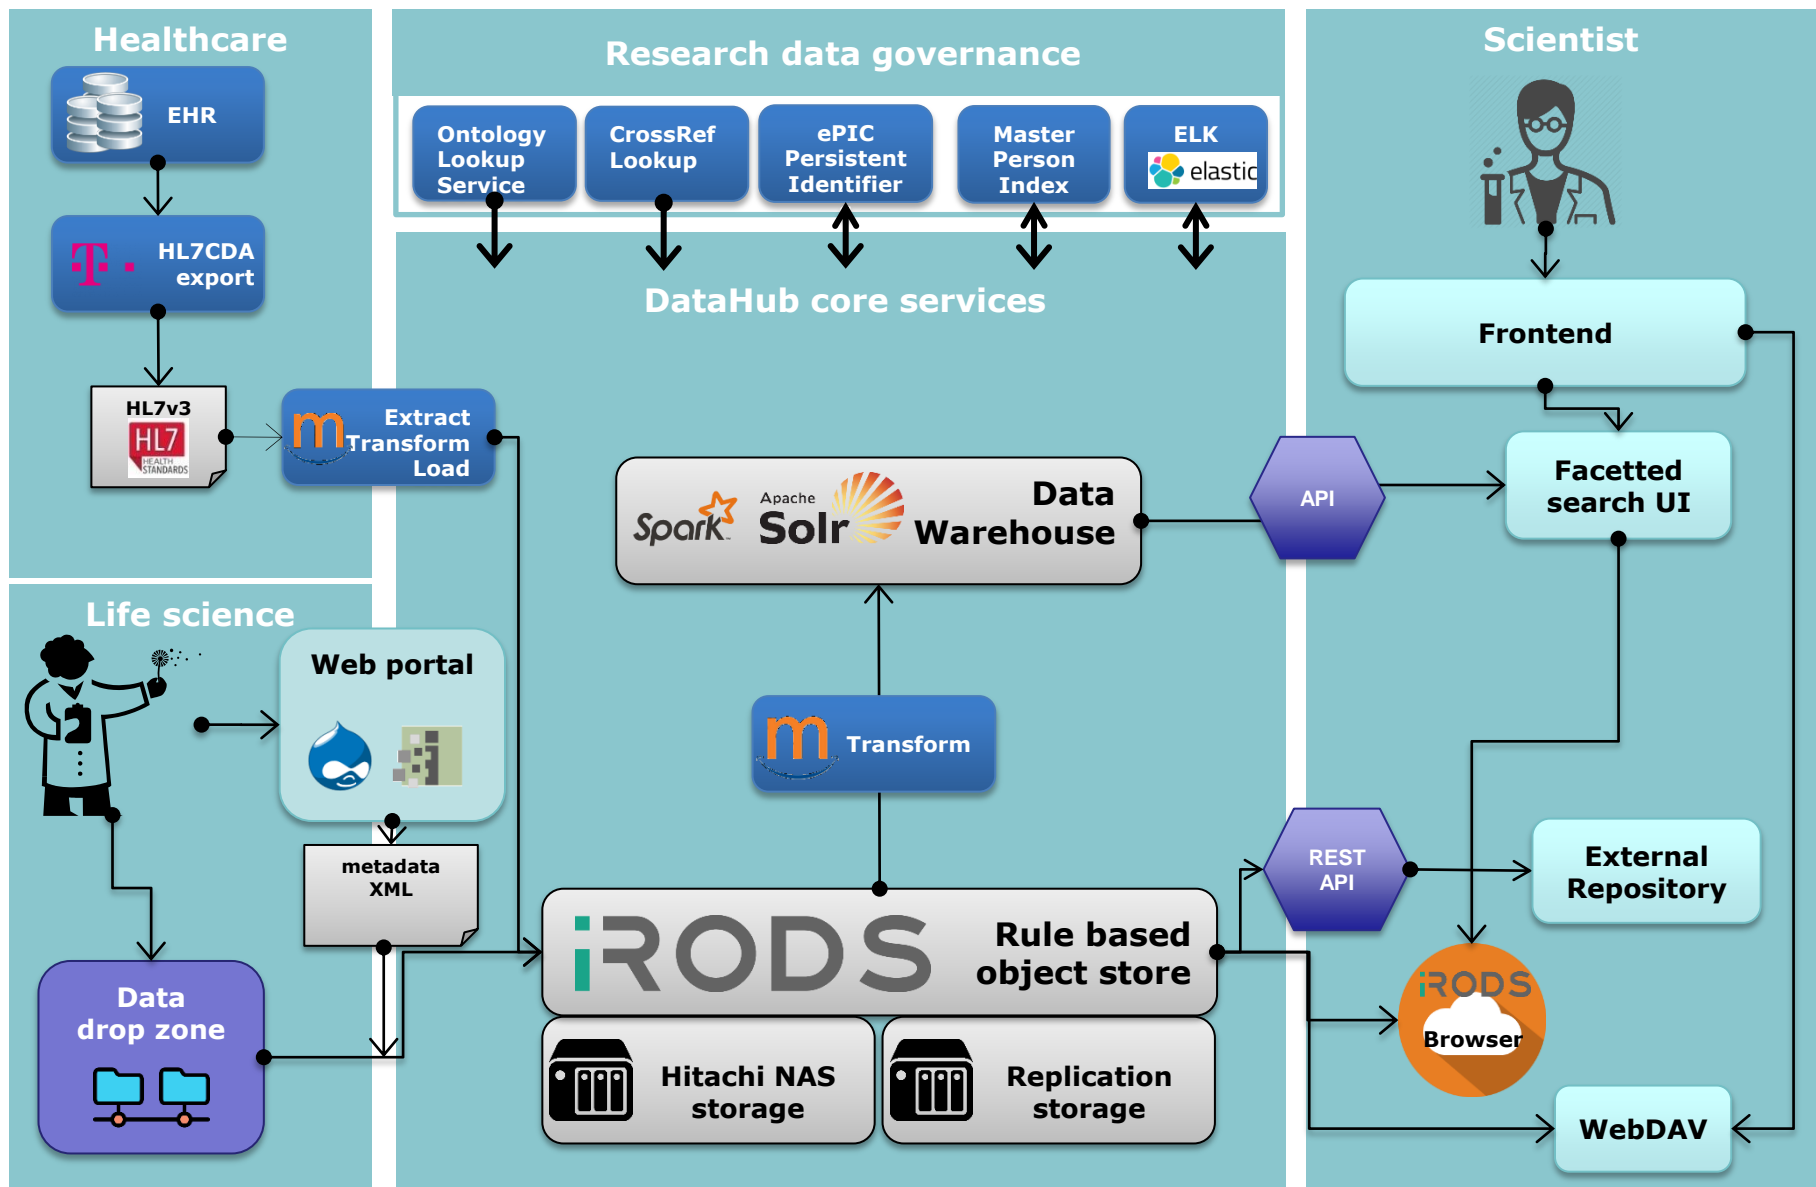 Healthcare
EHR
HL7CDA
export
T
HL7v3
HL7
HEALTH
STANDARDS
m
Extract
Transform
Load
Life science
Web portal
metadata
XML
Data
drop zone
Research data governance
Ontology
Lookup
Service
CrossRef
Lookup
ePIC
Persistent
Identifier
Master
Person
Index
ELK
elastic
DataHub core services
Spark
Apache
Solr
Data
Warehouse
API
m
Transform
REST
API
iRODS
Rule based
object store
Hitachi NAS
storage
Replication
storage
Scientist
Frontend
Facetted
search UI
External
Repository
iRODS
Browser
WebDAV